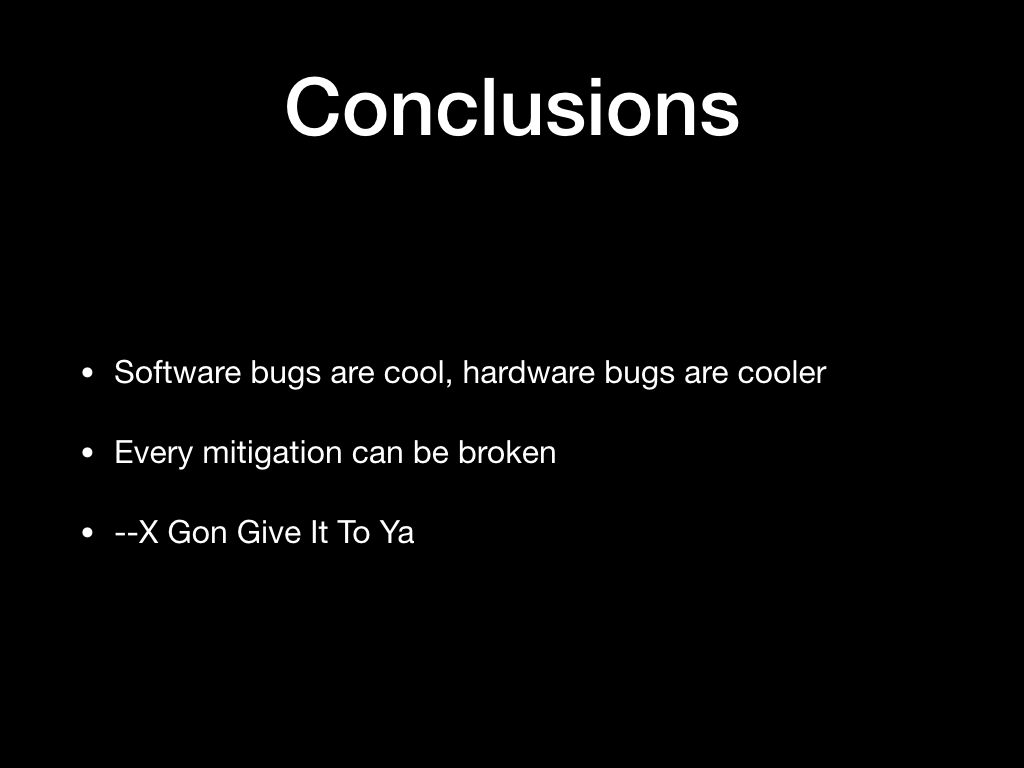 Conclusions
• Software bugs are cool, hardware bugs are cooler
• Every mitigation can be broken
• --X Gon Give It To Ya